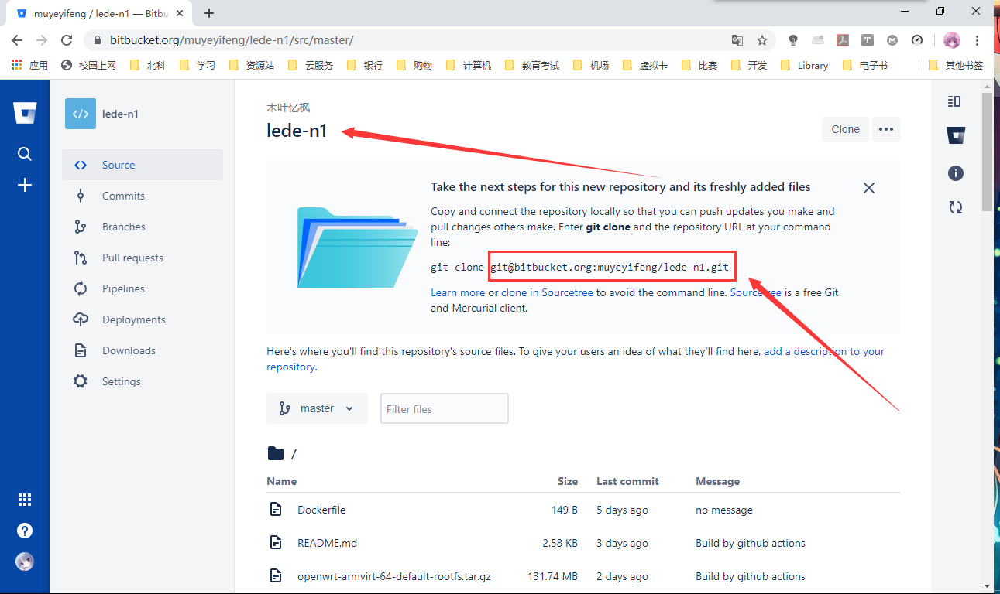 muyeyifeng / lede-n1 — Bitbu
bitbucket.org/muyeyifeng/lede-n1/src/master/
应用 校园上网 北科 学习 资源站 云服务 银行 购物 计算机 教育考试 机场 虚拟卡 比赛 开发 Library 电子书 其他书签
lede-n1
Source
Commits
Branches
Pull requests
Pipelines
Deployments
Downloads
Settings
木叶忆枫
lede-n1
Clone
Take the next steps for this new repository and its freshly added files
Copy and connect the repository locally so that you can push updates you make and
pull changes others make. Enter git clone and the repository URL at your command
line:
git clone git@bitbucket.org:muyeyifeng/lede-n1.git
Learn more or clone in Sourcetree to avoid the command line. Sourcetree is a free Git
and Mercurial client.
Here's where you'll find this repository's source files. To give your users an idea of what they'll find here, add a description to your
repository.
master
Filter files
/
Name Size Last commit Message
Dockerfile 149 B 5 days ago no message
README.md 2.58 KB 3 days ago Build by github actions
openwrt-armvirt-64-default-rootfs.tar.gz 131.74 MB 2 days ago Build by github actions